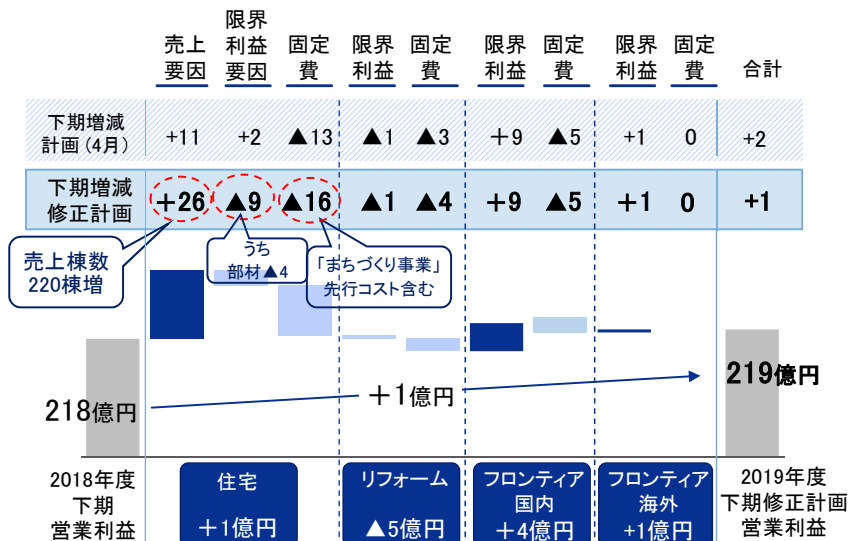 売上
要因
限界
利益
要因
固定
費
限界
利益
固定
費
限界
利益
固定
費
限界
利益
固定
費
合計
下期増減
計画(4月)
+11
+2
▲13
▲1
▲3
+9
▲5
+1
0
+2
下期増減
修正計画
+26
▲9
▲16
▲1
▲4
+9
▲5
+1
0
+1
売上棟数
220棟増
うち
部材▲4
「まちづくり事業」
先行コスト含む
218億円
+1億円
219億円
2018年度
下期
営業利益
住宅
+1億円
リフォーム
▲5億円
フロンティア
国内
+4億円
フロンティア
海外
+1億円
2019年度
下期修正計画
営業利益